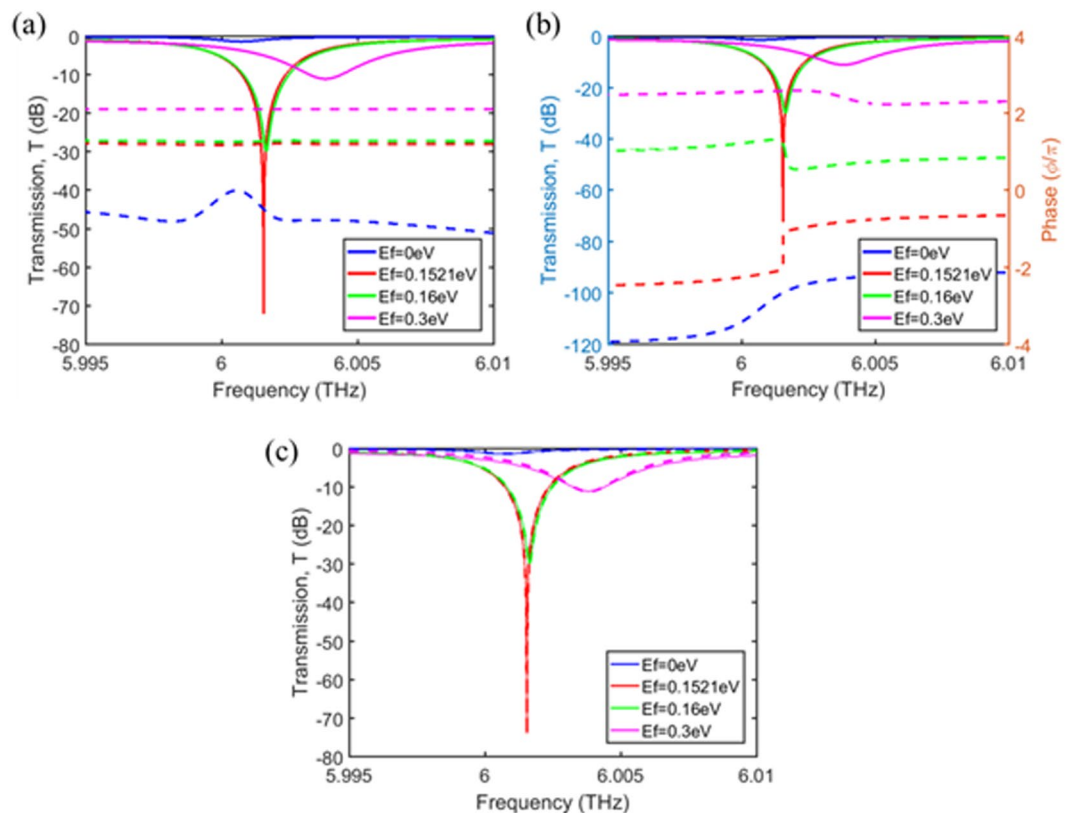 (a)
0
-10
-20
-30
-40
-50
-60
-70
-80
Transmission, T (dB)
Ef=0eV
Ef=0.1521eV
Ef=0.16eV
Ef=0.3eV
5.995 6 6.005 6.01
Frequency (THz)
(b)
0
-20
-40
-60
-80
-100
-120
Transmission, T (dB)
4
2
0
-2
-4
Phase (ϕ/π)
Ef=0eV
Ef=0.1521eV
Ef=0.16eV
Ef=0.3eV
5.995 6 6.005 6.01
Frequency (THz)
(c)
0
-10
-20
-30
-40
-50
-60
-70
-80
Transmission, T (dB)
Ef=0eV
Ef=0.1521eV
Ef=0.16eV
Ef=0.3eV
5.995 6 6.005 6.01
Frequency (THz)